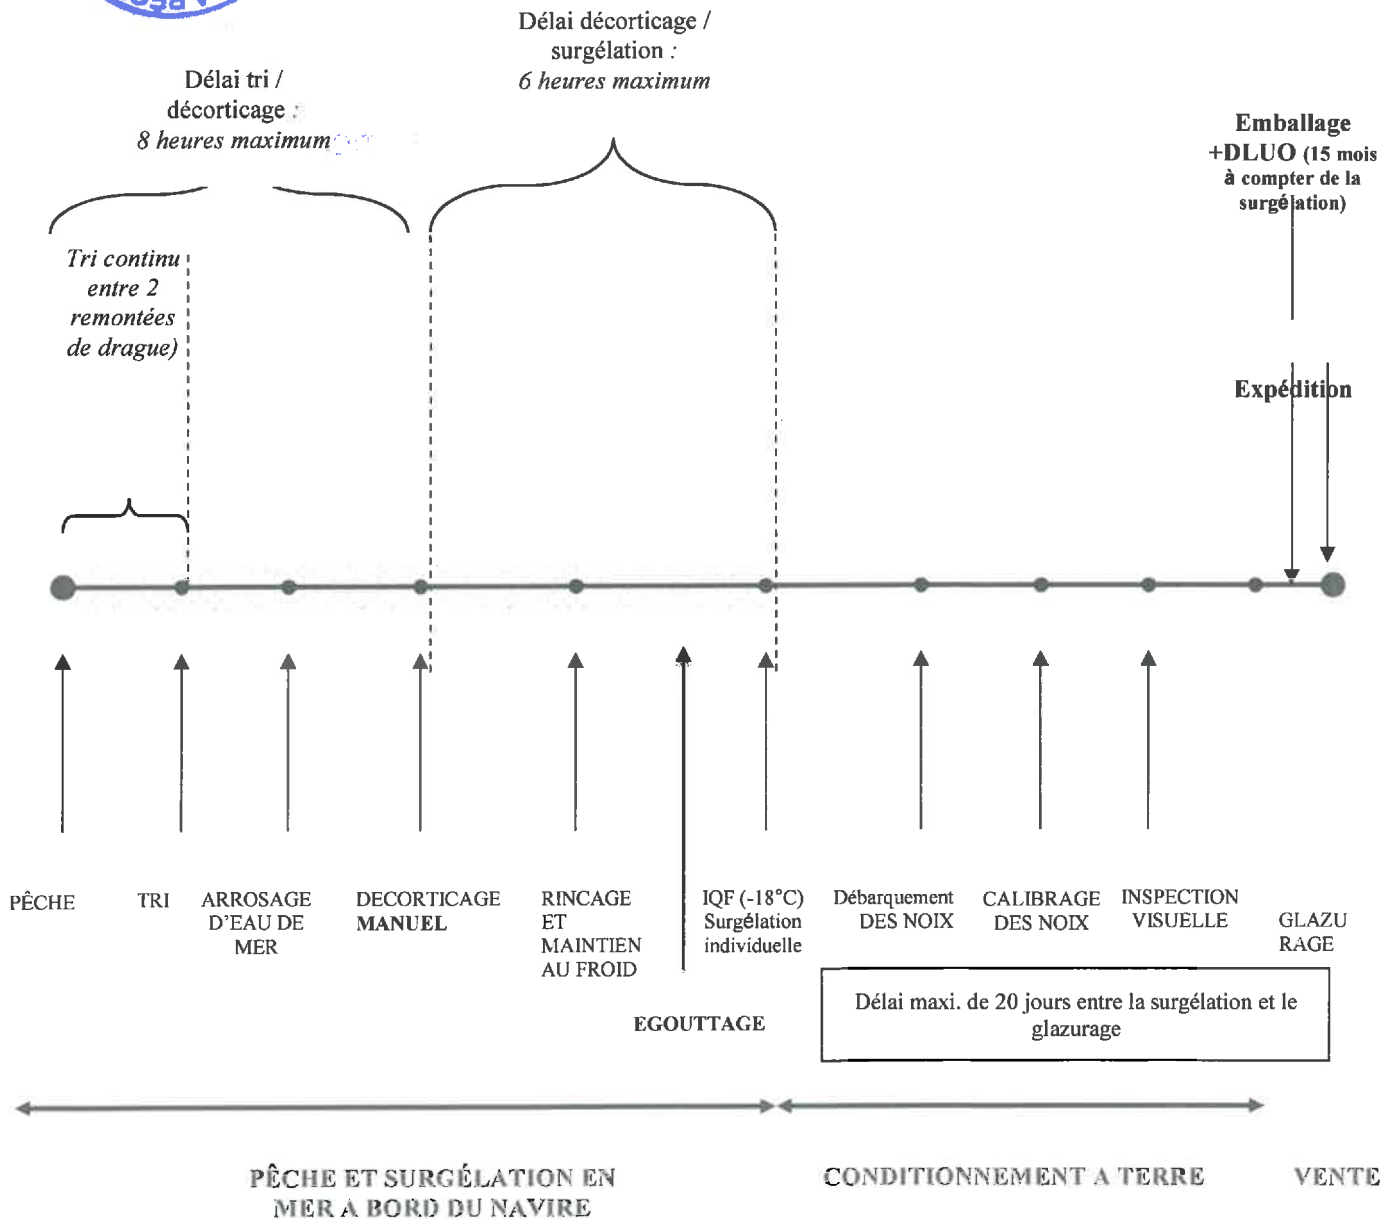 Délai décorticage /
surgélation :
6 heures maximum
Délai tri /
décorticage :
8 heures maximum
Emballage
+DLUO (15 mois
à compter de la
surgélation)
Tri continu
entre 2
remontées
de drague)
Expédition
PÊCHE
TRI
ARROSAGE
D'EAU DE
MER
DECORTICAGE
MANUEL
RINCAGE
ET
MAINTIEN
AU FROID
EGOUTTAGE
IQF (-18°C)
Surgélation
individuelle
Débarquement
DES NOIX
CALIBRAGE
DES NOIX
INSPECTION
VISUELLE
GLAZU
RAGE
Délai maxi. de 20 jours entre la surgélation et le
glazurage
PÊCHE ET SURGÉLATION EN
MER A BORD DU NAVIRE
CONDITIONNEMENT A TERRE
VENTE